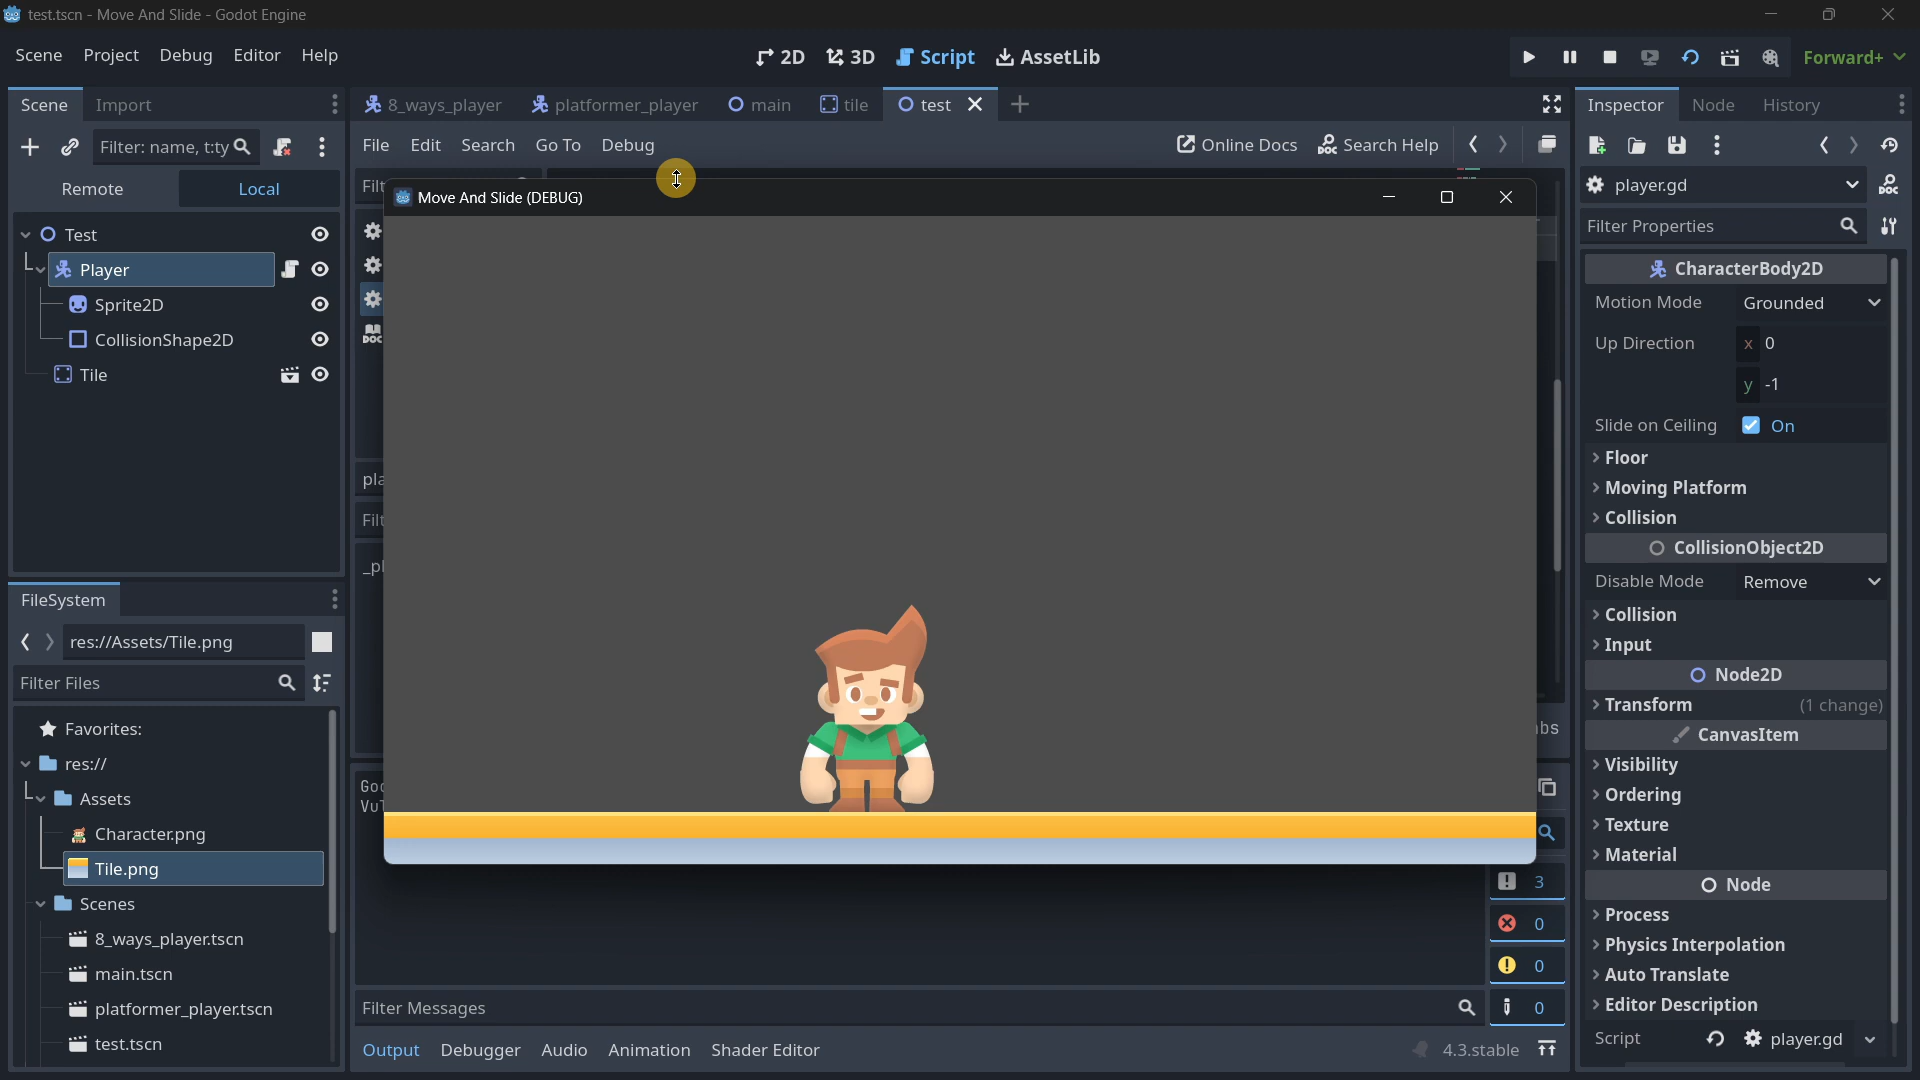 test.tscn - Move And Slide - Godot Engine
Scene Project Debug Editor Help
2D 3D Script AssetLib
Forward+
Scene Import
8_ways_player platformer_player main tile test
Inspector Node History
Filter: name, t:ty
File Edit Search Go To Debug
Online Docs Search Help
Remote Local
player.gd
Move And Slide (DEBUG)
Filter Properties
Test
Player
Sprite2D
CollisionShape2D
Tile
CharacterBody2D
Motion Mode Grounded
Up Direction x 0
y -1
Slide on Ceiling On
Floor
Moving Platform
Collision
CollisionObject2D
Disable Mode Remove
Collision
Input
Node2D
Transform (1 change)
CanvasItem
Visibility
Ordering
Texture
Material
Node
Process
Physics Interpolation
Auto Translate
Editor Description
Script player.gd
FileSystem
res://Assets/Tile.png
Filter Files
Favorites:
res://
Assets
Character.png
Tile.png
Scenes
8_ways_player.tscn
main.tscn
platformer_player.tscn
test.tscn
3
0
0
0
Filter Messages
Output Debugger Audio Animation Shader Editor
4.3.stable